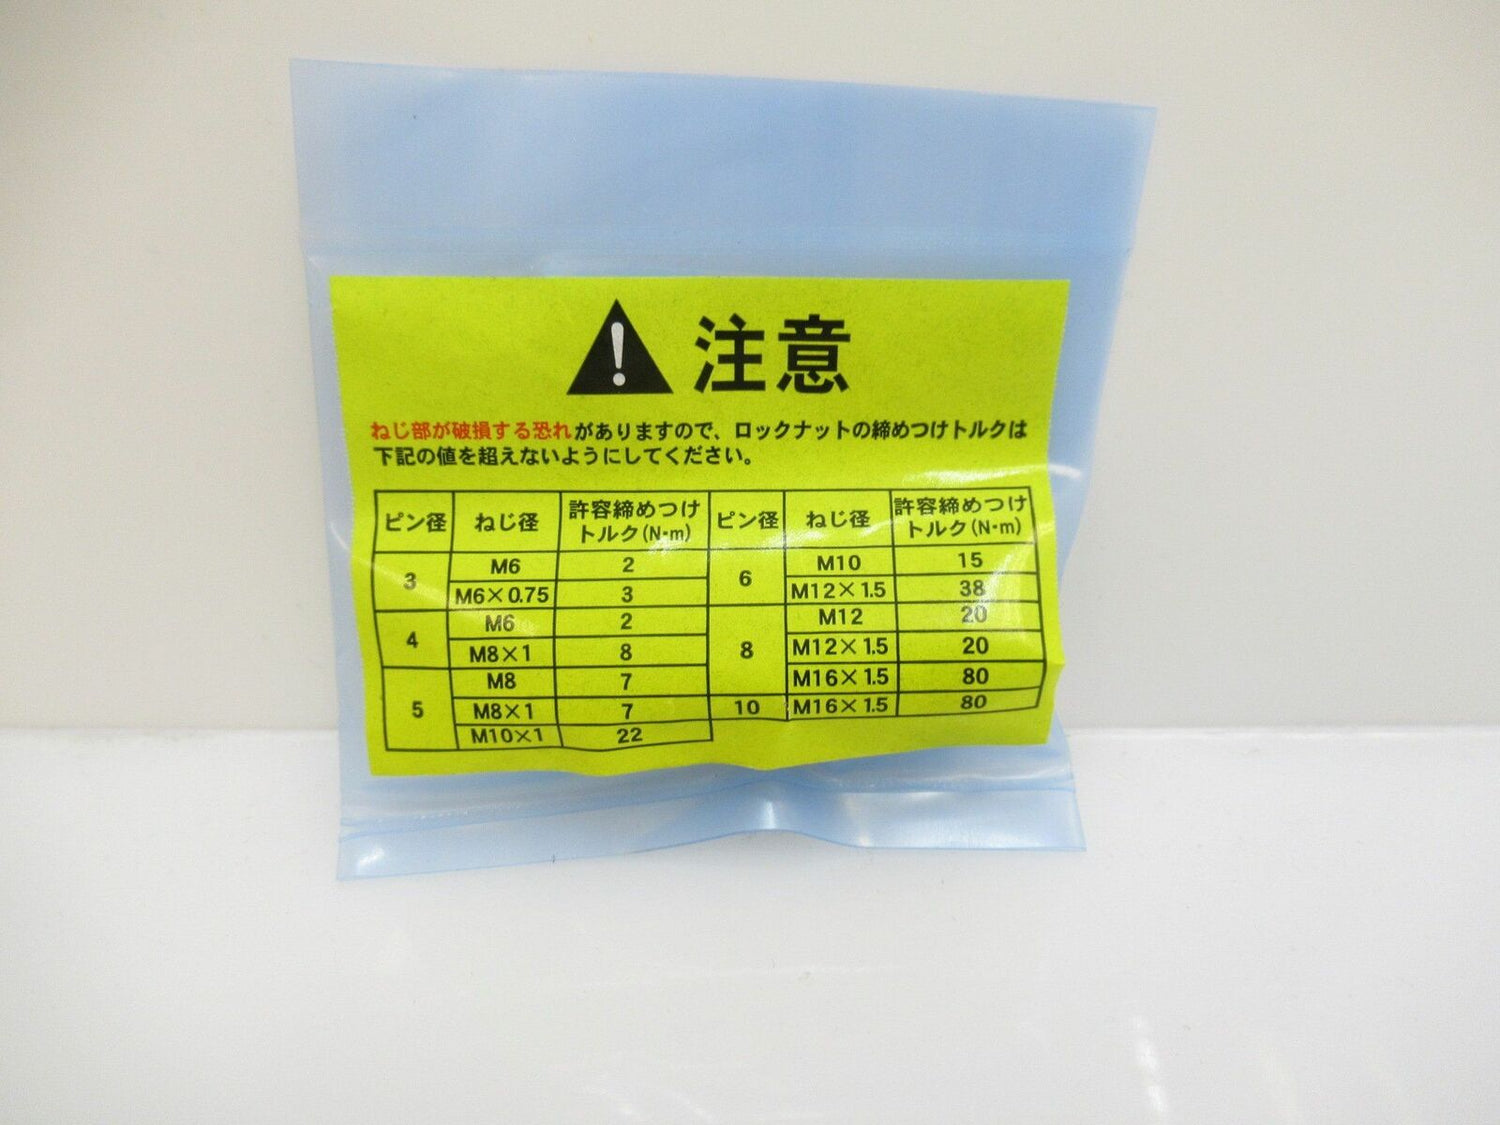 注意
ねじ部が破損する恐れがありますので、ロックナットの締めつけトルクは
下記の値を超えないようにしてください。
ピン径 ねじ径 許容締めつけトルク(N·m) ピン径 ねじ径 許容締めつけトルク(N·m)
3 M6 2 6 M10 15
M6×0.75 3 M12×1.5 38
4 M6 2 8 M12 20
M8×1 8 M12×1.5 20
5 M8 7 M16×1.5 80
M8×1 7 10 M16×1.5 80
M10×1 22